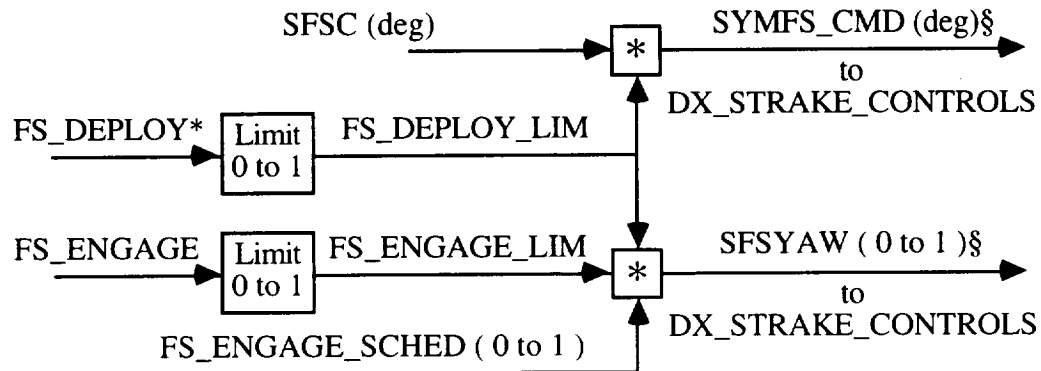 SFSC (deg)
*
SYMFS_CMD (deg)§
to
DX_STRAKE_CONTROLS
FS_DEPLOY*
Limit
0 to 1
FS_DEPLOY_LIM
FS_ENGAGE
Limit
0 to 1
FS_ENGAGE_LIM
*
SFSYAW ( 0 to 1 )§
to
DX_STRAKE_CONTROLS
FS_ENGAGE_SCHED ( 0 to 1 )